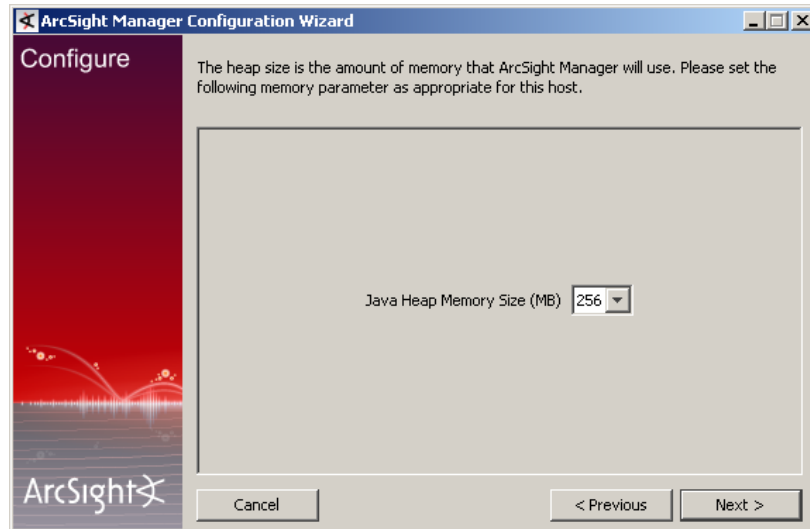 ArcSight Manager Configuration Wizard
Configure
The heap size is the amount of memory that ArcSight Manager will use. Please set the
following memory parameter as appropriate for this host.
Java Heap Memory Size (MB) 256
ArcSight
Cancel < Previous Next >